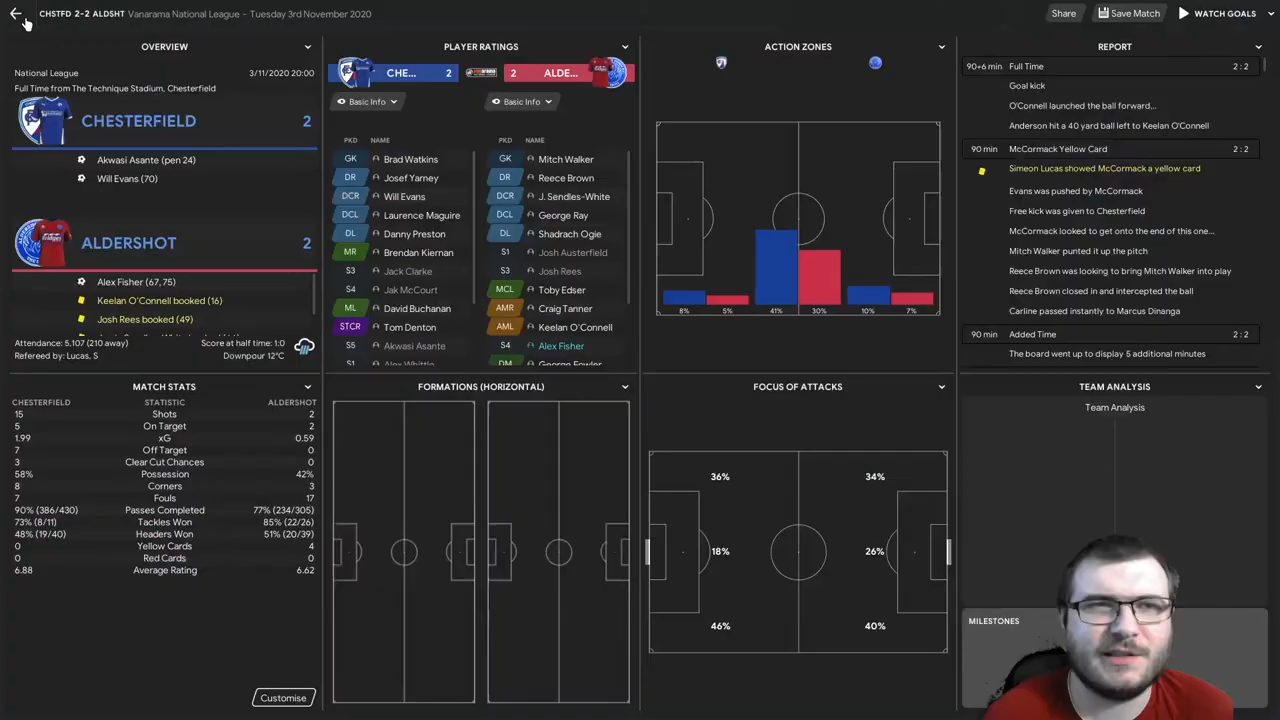 CHSTFD 2-2 ALDSHT Vanarama National League - Tuesday 3rd November 2020
Share
Save Match
WATCH GOALS
OVERVIEW
National League 3/11/2020 20:00
Full Time from The Technique Stadium, Chesterfield
CHESTERFIELD 2
Akwasi Asante (pen 24)
Will Evans (70)
ALDERSHOT 2
Alex Fisher (67,75)
Keelan O'Connell booked (16)
Josh Rees booked (49)
Attendance: 5,107 (210 away) Score at half time: 1:0
Refereed by: Lucas, S Downpour 12°C
MATCH STATS
CHESTERFIELD STATISTIC ALDERSHOT
15 Shots 2
5 On Target 2
1.99 xG 0.59
7 Off Target 0
3 Clear Cut Chances 0
58% Possession 42%
8 Corners 3
7 Fouls 17
90% (386/430) Passes Completed 77% (234/305)
73% (8/11) Tackles Won 85% (22/26)
48% (19/40) Headers Won 51% (20/39)
0 Yellow Cards 4
0 Red Cards 0
6.88 Average Rating 6.62
Customise
PLAYER RATINGS
CHE... 2
2 ALDE...
Basic Info
Basic Info
PKD NAME
GK Brad Watkins
DR Josef Yarney
DCR Will Evans
DCL Laurence Maguire
DL Danny Preston
MR Brendan Kiernan
S3 Jack Clarke
S4 Jak McCourt
ML David Buchanan
STCR Tom Denton
S5 Akwasi Asante
S1 Alex Whittle
PKD NAME
GK Mitch Walker
DR Reece Brown
DCR J. Sendles-White
DCL George Ray
DL Shadrach Ogie
S1 Josh Austerfield
S3 Josh Rees
MCL Toby Edser
AMR Craig Tanner
AML Keelan O'Connell
S4 Alex Fisher
DM George Fowler
FORMATIONS (HORIZONTAL)
ACTION ZONES
8% 5% 41% 30% 10% 7%
FOCUS OF ATTACKS
36% 34%
18% 26%
46% 40%
REPORT
90+6 min Full Time 2 : 2
Goal kick
O'Connell launched the ball forward...
Anderson hit a 40 yard ball left to Keelan O'Connell
90 min McCormack Yellow Card 2 : 2
Simeon Lucas showed McCormack a yellow card
Evans was pushed by McCormack
Free kick was given to Chesterfield
McCormack looked to get onto the end of this one...
Mitch Walker punted it up the pitch
Reece Brown was looking to bring Mitch Walker into play
Reece Brown closed in and intercepted the ball
Carline passed instantly to Marcus Dinanga
90 min Added Time 2 : 2
The board went up to display 5 additional minutes
TEAM ANALYSIS
Team Analysis
MILESTONES